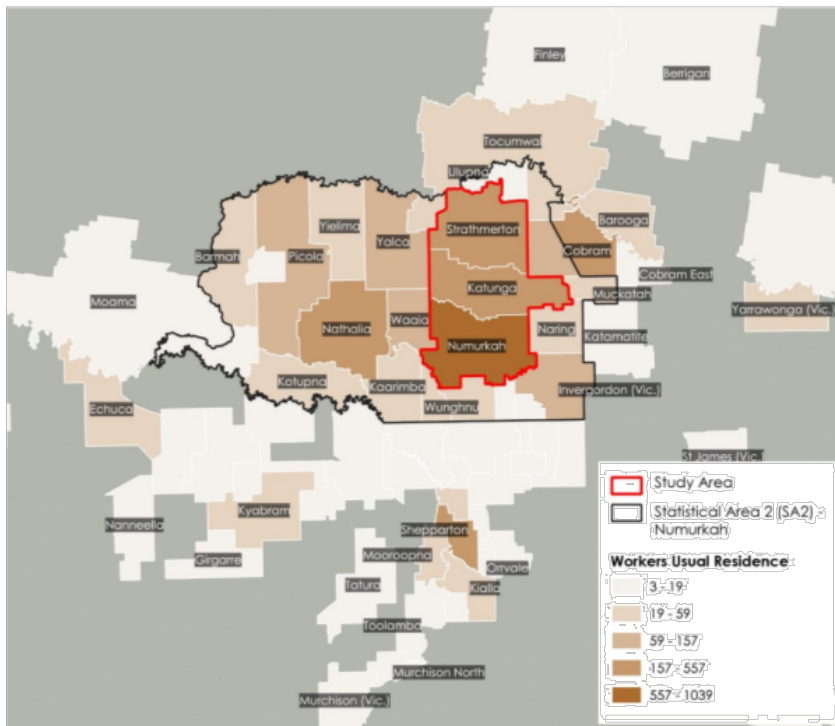 Finley
Berrigan
Tocumwal
Ulupna
Strathmerton
Barooga
Yielima
Yalca
Barmah
Picola
Cobram
Cobram East
Katunga
Muckatah
Moama
Yarrawonga (Vic.)
Nathalia
Waaia
Naring
Katamatite
Numurkah
Kotupna
Kaarimba
Invergordon (Vic.)
Echuca
Wunghnu
St James (Vic.)
Kyabram
Nanneella
Shepparton
Girgarre
Mooroopna
Orrvale
Tatura
Kialla
Toolamba
Murchison North
Murchison (Vic.)
Study Area
Statistical Area 2 (SA2) -
Numurkah
Workers Usual Residence
3 - 19
19 - 59
59 - 157
157 - 557
557 - 1039